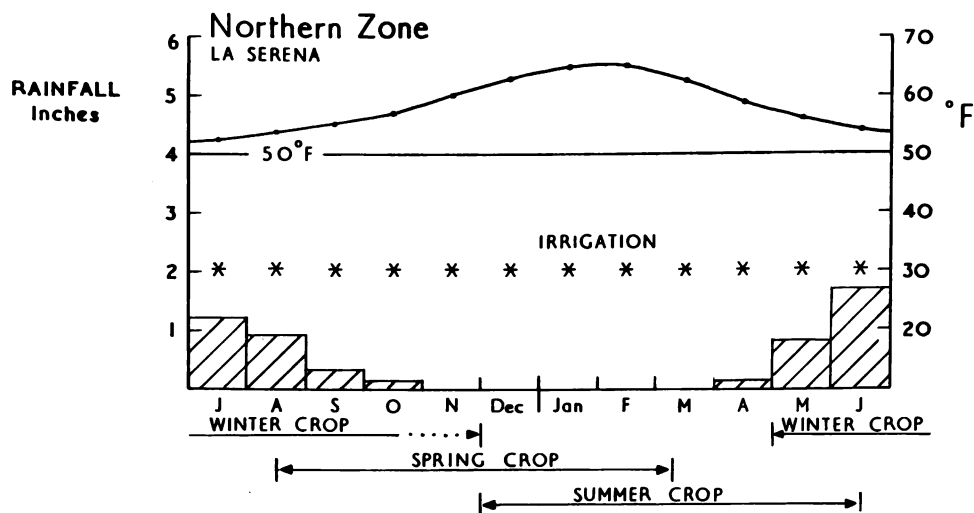 Northern Zone
LA SERENA
RAINFALL
Inches
6
5
4
3
2
1
70
60
50
40
30
20
°F
50°F
IRRIGATION
* * * * * * * * * * * *
J A S O N Dec Jan F M A M J
WINTER CROP WINTER CROP
SPRING CROP
SUMMER CROP